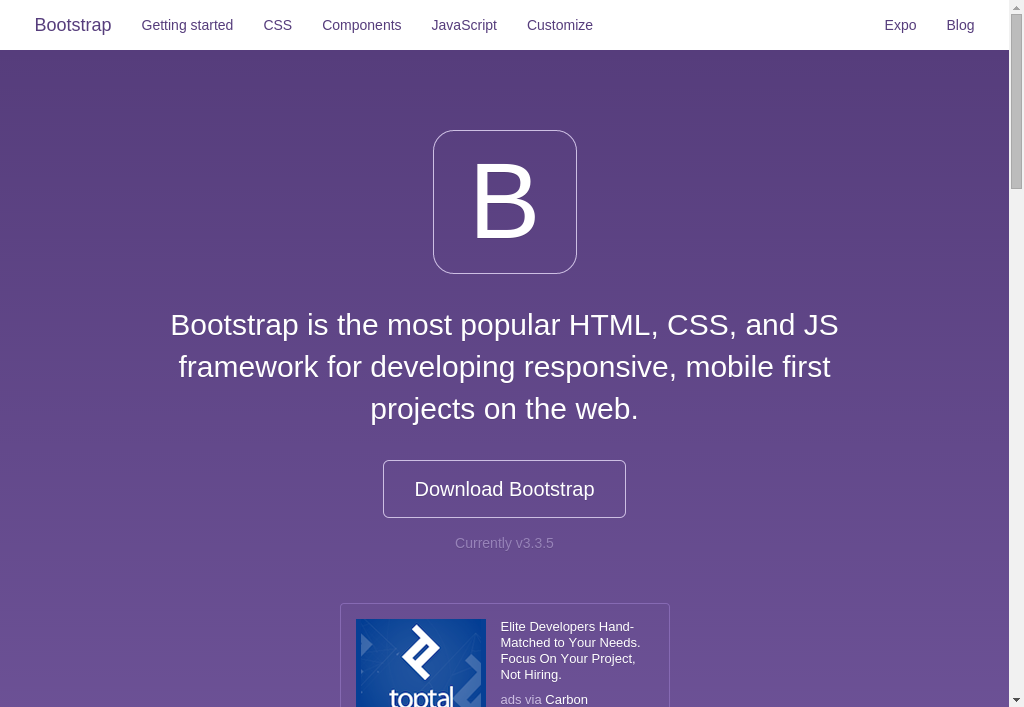 Bootstrap Getting started CSS Components JavaScript Customize Expo Blog
B
Bootstrap is the most popular HTML, CSS, and JS
framework for developing responsive, mobile first
projects on the web.
Download Bootstrap
Currently v3.3.5
toptal
Elite Developers Hand-
Matched to Your Needs.
Focus On Your Project,
Not Hiring.
ads via Carbon